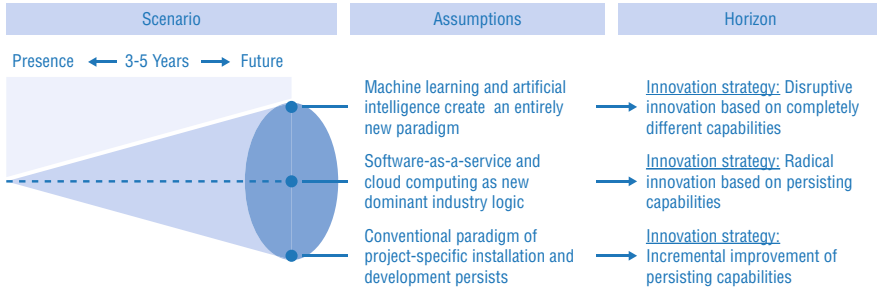 Scenario
Assumptions
Horizon
Presence 3-5 Years Future
Machine learning and artificial
intelligence create an entirely
new paradigm
Innovation strategy: Disruptive
innovation based on completely
different capabilities
Software-as-a-service and
cloud computing as new
dominant industry logic
Innovation strategy: Radical
innovation based on persisting
capabilities
Conventional paradigm of
project-specific installation and
development persists
Innovation strategy:
Incremental improvement of
persisting capabilities